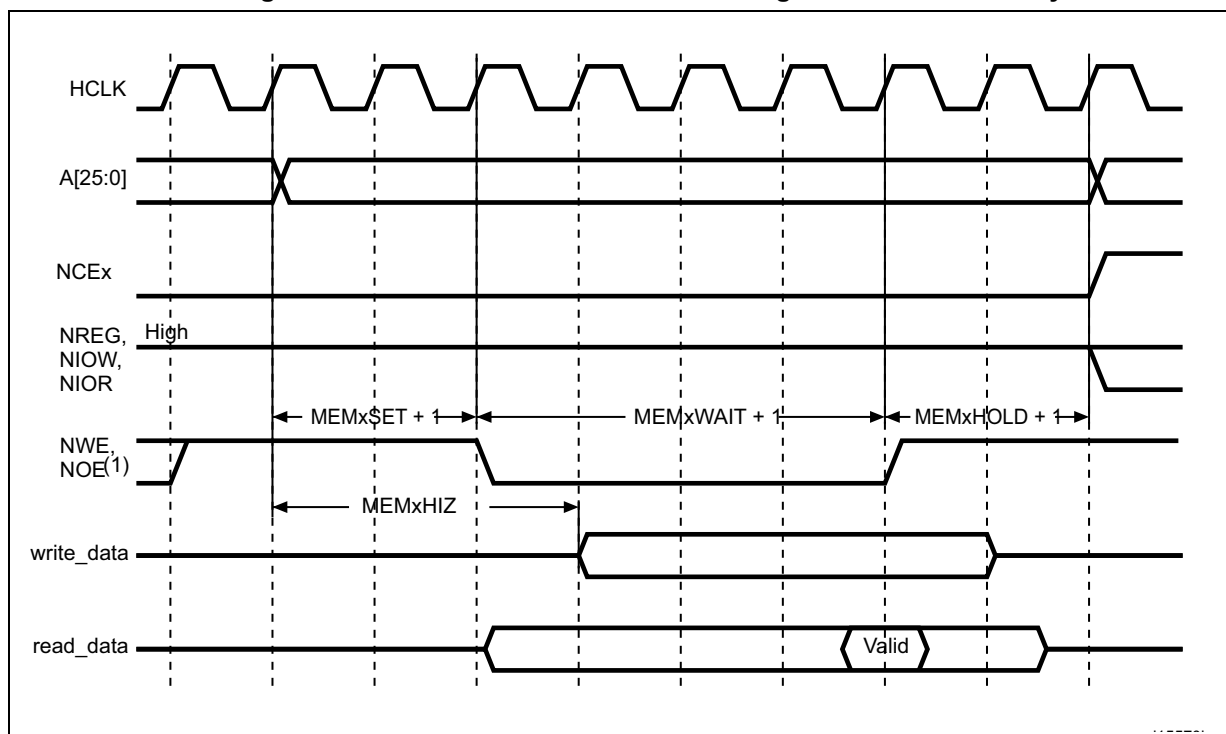 HCLK
A[25:0]
NCEx
NREG,
High
NIOW,
NIOR
MEMxSET + 1
MEMxWAIT + 1
MEMxHOLD + 1
NWE,
NOE(1)
MEMxHIZ
write_data
read_data
Valid